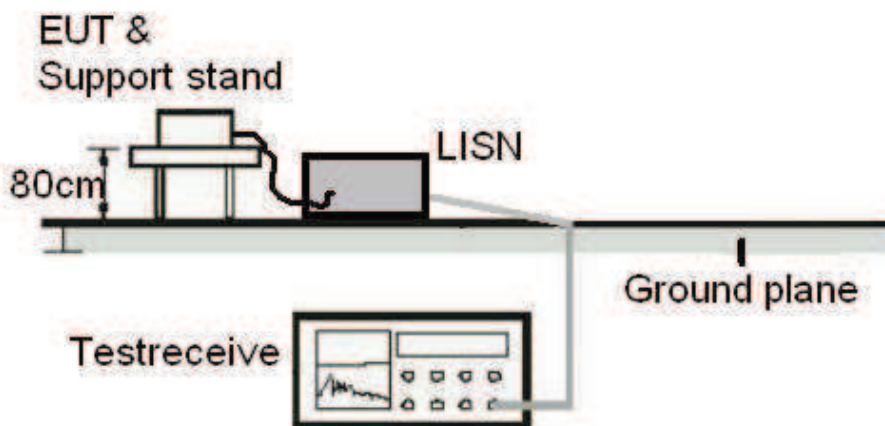 EUT &
Support stand
LISN
80cm
Ground plane
Testreceive